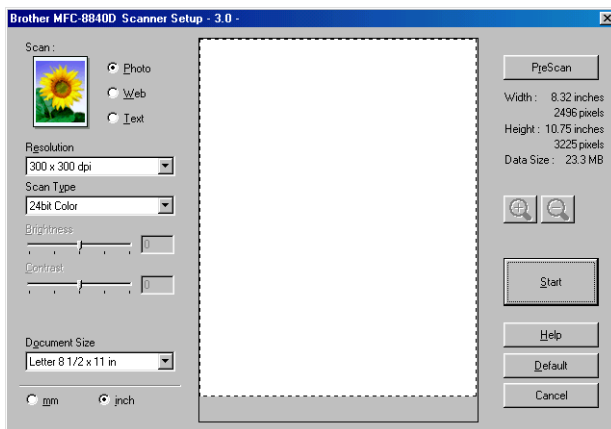 Brother MFC-8840D Scanner Setup - 3.0 -
Scan :
Photo
Web
Text
Resolution
300 x 300 dpi
Scan Type
24bit Color
Brightness
0
Contrast
0
Document Size
Letter 8 1/2 x 11 in
mm
inch
PreScan
Width : 8.32 inches
2496 pixels
Height : 10.75 inches
3225 pixels
Data Size : 23.3 MB
Start
Help
Default
Cancel